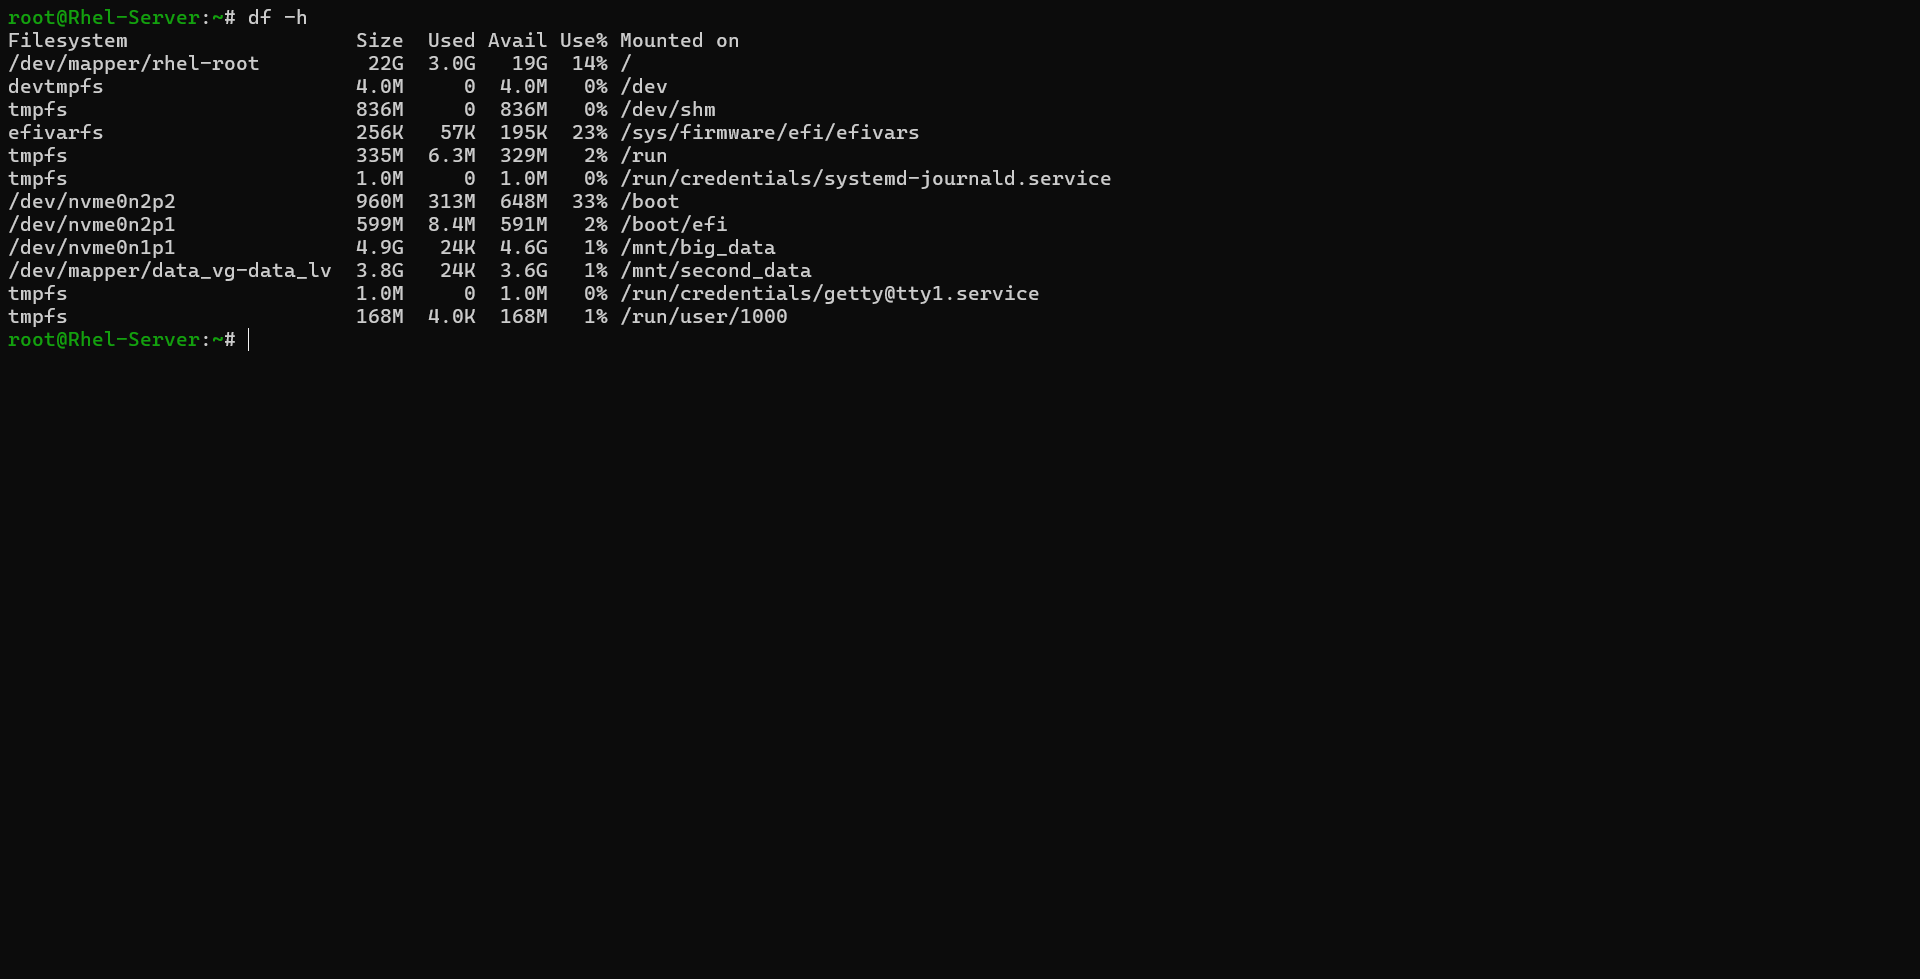 root@Rhel-Server:~# df -h
Filesystem                   Size  Used Avail Use% Mounted on
/dev/mapper/rhel-root         22G  3.0G   19G  14% /
devtmpfs                     4.0M     0  4.0M   0% /dev
tmpfs                        836M     0  836M   0% /dev/shm
efivarfs                     256K   57K  195K  23% /sys/firmware/efi/efivars
tmpfs                        335M  6.3M  329M   2% /run
tmpfs                        1.0M     0  1.0M   0% /run/credentials/systemd-journald.service
/dev/nvme0n2p2               960M  313M  648M  33% /boot
/dev/nvme0n2p1               599M  8.4M  591M   2% /boot/efi
/dev/nvme0n1p1               4.9G   24K  4.6G   1% /mnt/big_data
/dev/mapper/data_vg-data_lv  3.8G   24K  3.6G   1% /mnt/second_data
tmpfs                        1.0M     0  1.0M   0% /run/credentials/getty@tty1.service
tmpfs                        168M  4.0K  168M   1% /run/user/1000
root@Rhel-Server:~#